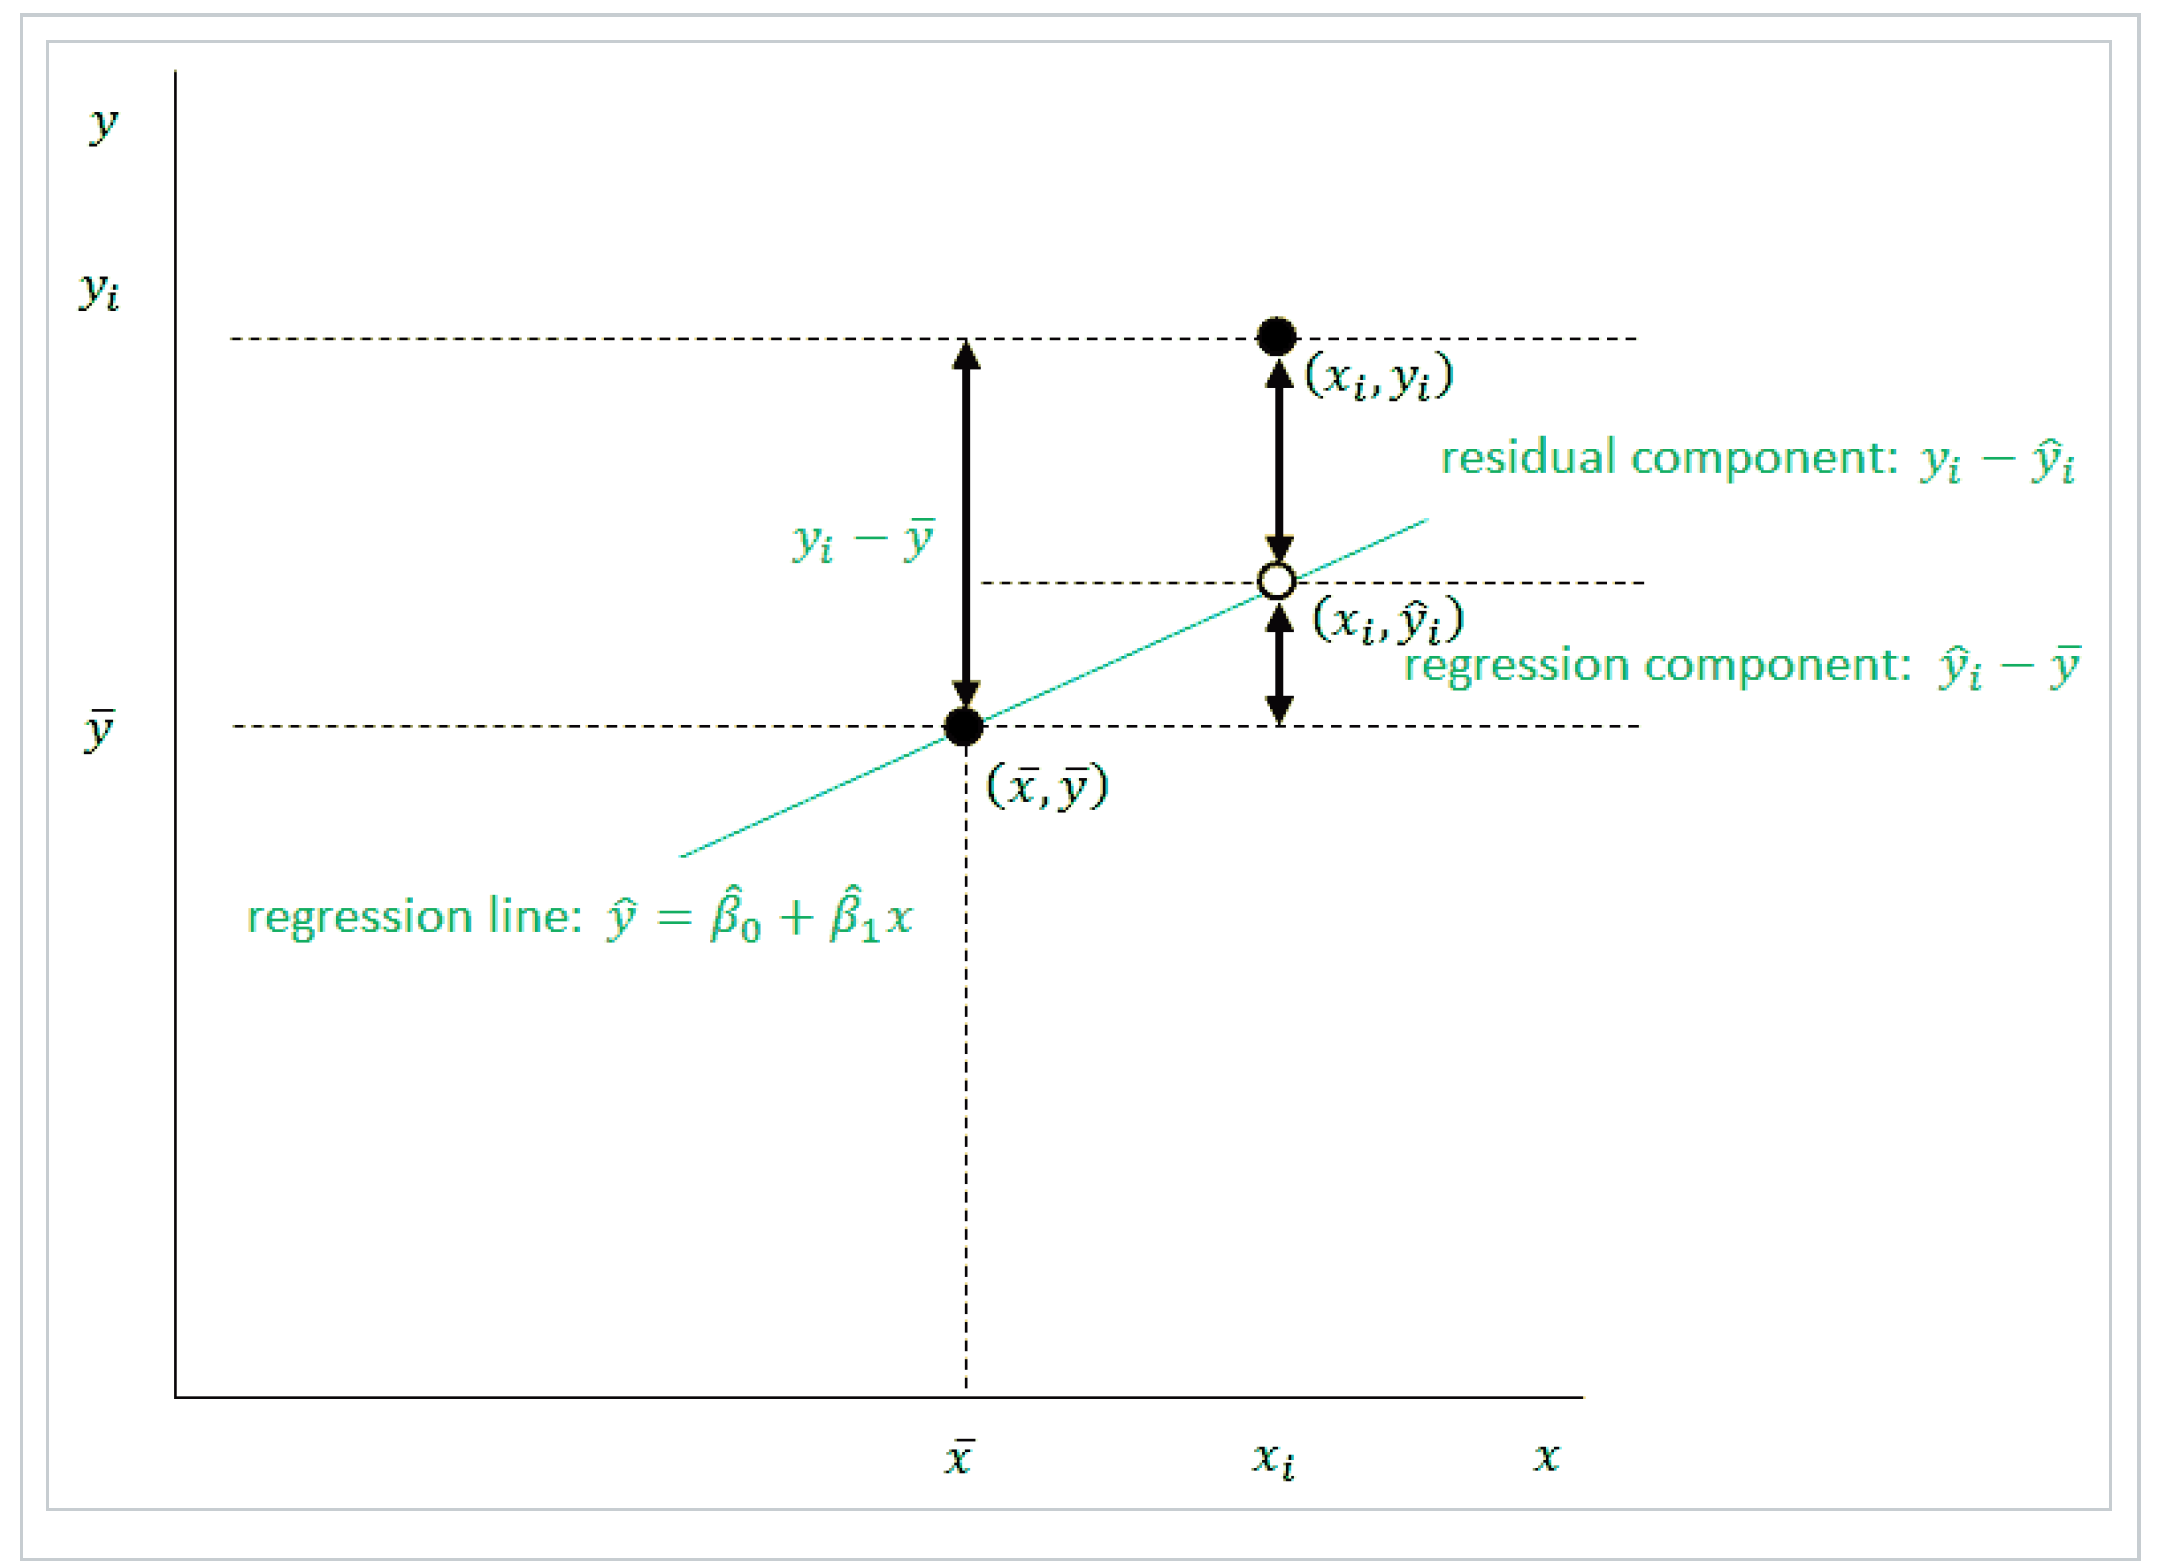 y
yᵢ
(xᵢ, yᵢ)
residual component: yᵢ − ŷᵢ
yᵢ − ȳ
(xᵢ, ŷᵢ)
regression component: ŷᵢ − ȳ
ȳ
(x̄, ȳ)
regression line: ŷ = β̂₀ + β̂₁x
x̄ xᵢ x